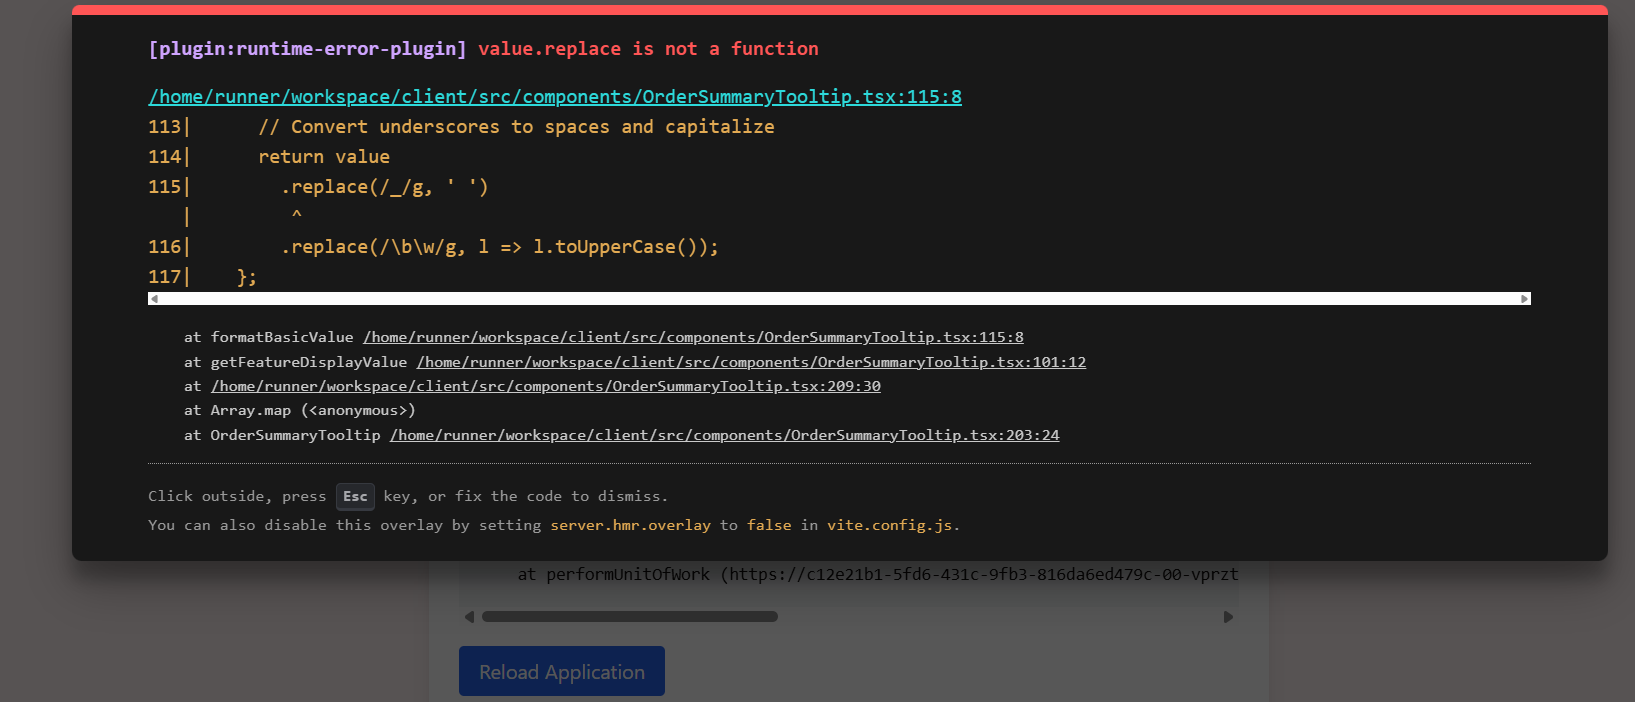 [plugin:runtime-error-plugin] value.replace is not a function
/home/runner/workspace/client/src/components/OrderSummaryTooltip.tsx:115:8
113|      // Convert underscores to spaces and capitalize
114|      return value
115|        .replace(/_/g, ' ')
   |         ^
116|        .replace(/\b\w/g, l => l.toUpperCase());
117|    };
at formatBasicValue /home/runner/workspace/client/src/components/OrderSummaryTooltip.tsx:115:8
at getFeatureDisplayValue /home/runner/workspace/client/src/components/OrderSummaryTooltip.tsx:101:12
at /home/runner/workspace/client/src/components/OrderSummaryTooltip.tsx:209:30
at Array.map (<anonymous>)
at OrderSummaryTooltip /home/runner/workspace/client/src/components/OrderSummaryTooltip.tsx:203:24
Click outside, press Esc key, or fix the code to dismiss.
You can also disable this overlay by setting server.hmr.overlay to false in vite.config.js.
at performUnitOfWork (https://c12e21b1-5fd6-431c-9fb3-816da6ed479c-00-vprzt
Reload Application